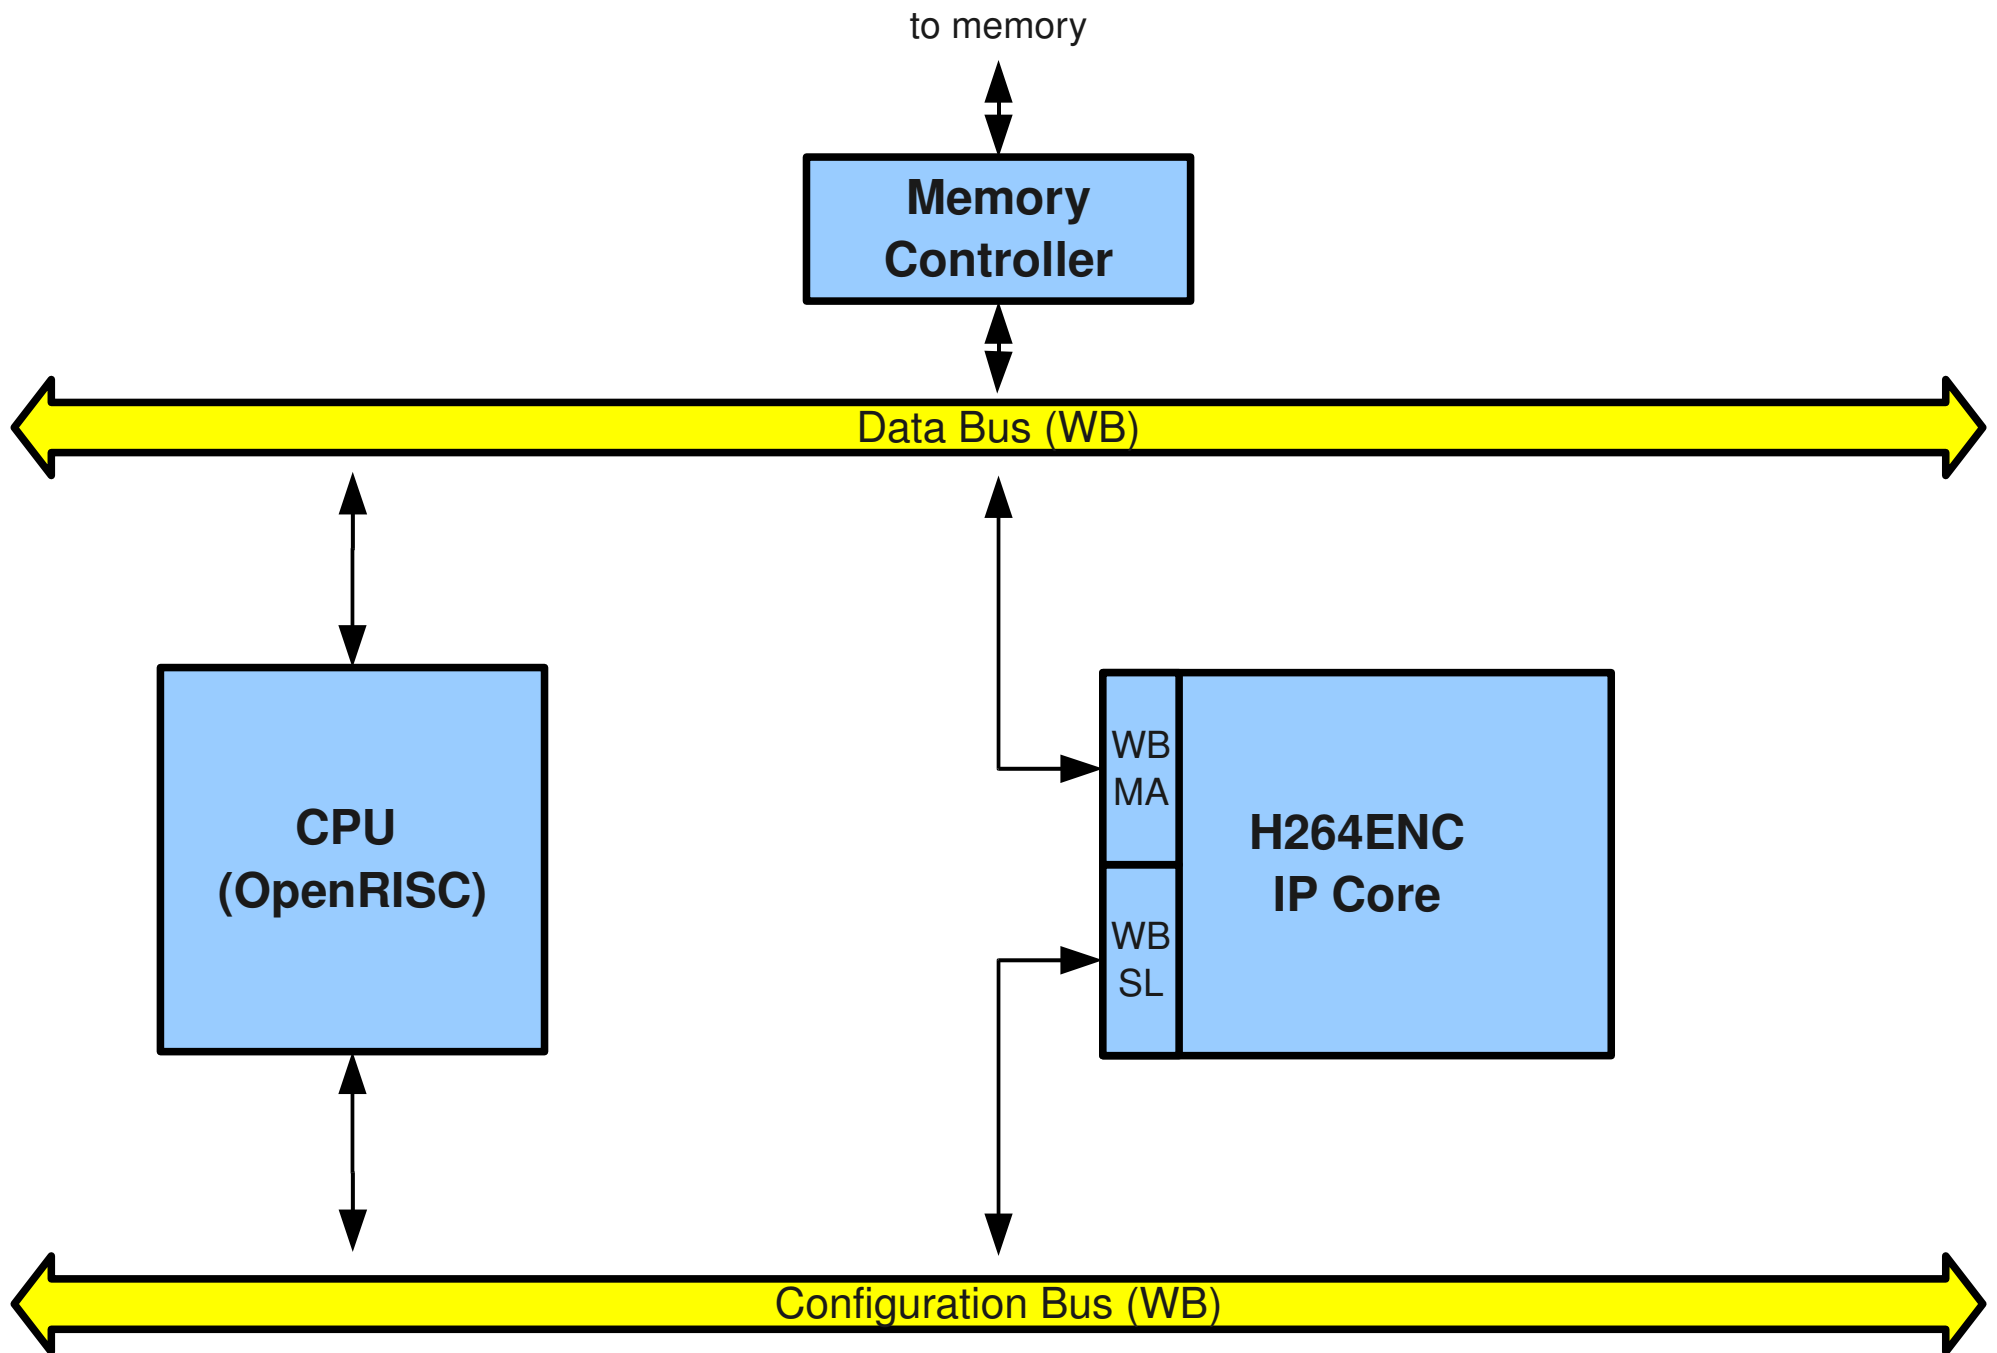 to memory
Memory
Controller
Data Bus (WB)
WB
MA
CPU
(OpenRISC)
H264ENC
IP Core
WB
SL
Configuration Bus (WB)